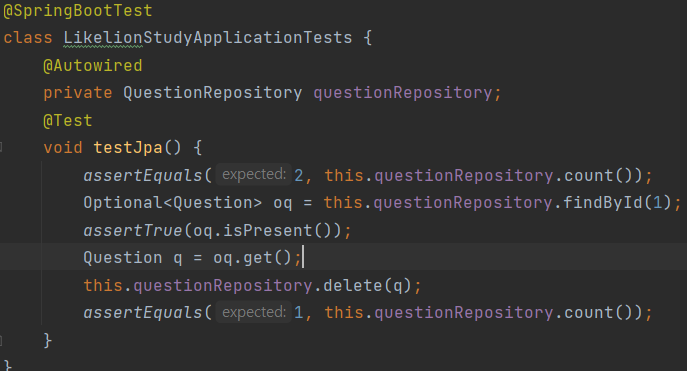 @SpringBootTest
class LikelionStudyApplicationTests {
@Autowired
private QuestionRepository questionRepository;
@Test
void testJpa() {
assertEquals( expected: 2, this.questionRepository.count());
Optional<Question> oq = this.questionRepository.findById(1);
assertTrue(oq.isPresent());
Question q = oq.get();
this.questionRepository.delete(q);
assertEquals( expected: 1, this.questionRepository.count());
}
}